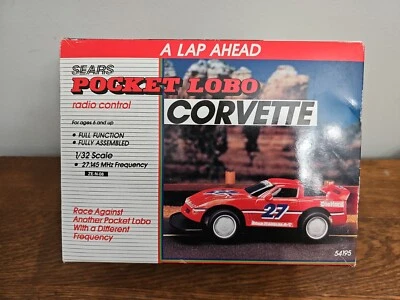 A LAP AHEAD
SEARS
POCKET LOBO
radio control
CORVETTE
For ages 6 and up
• FULL FUNCTION
• FULLY ASSEMBLED
1/32 Scale
• 27.145 MHz Frequency
27
Race Against
Another Pocket Lobo
With a Different
Frequency
54195